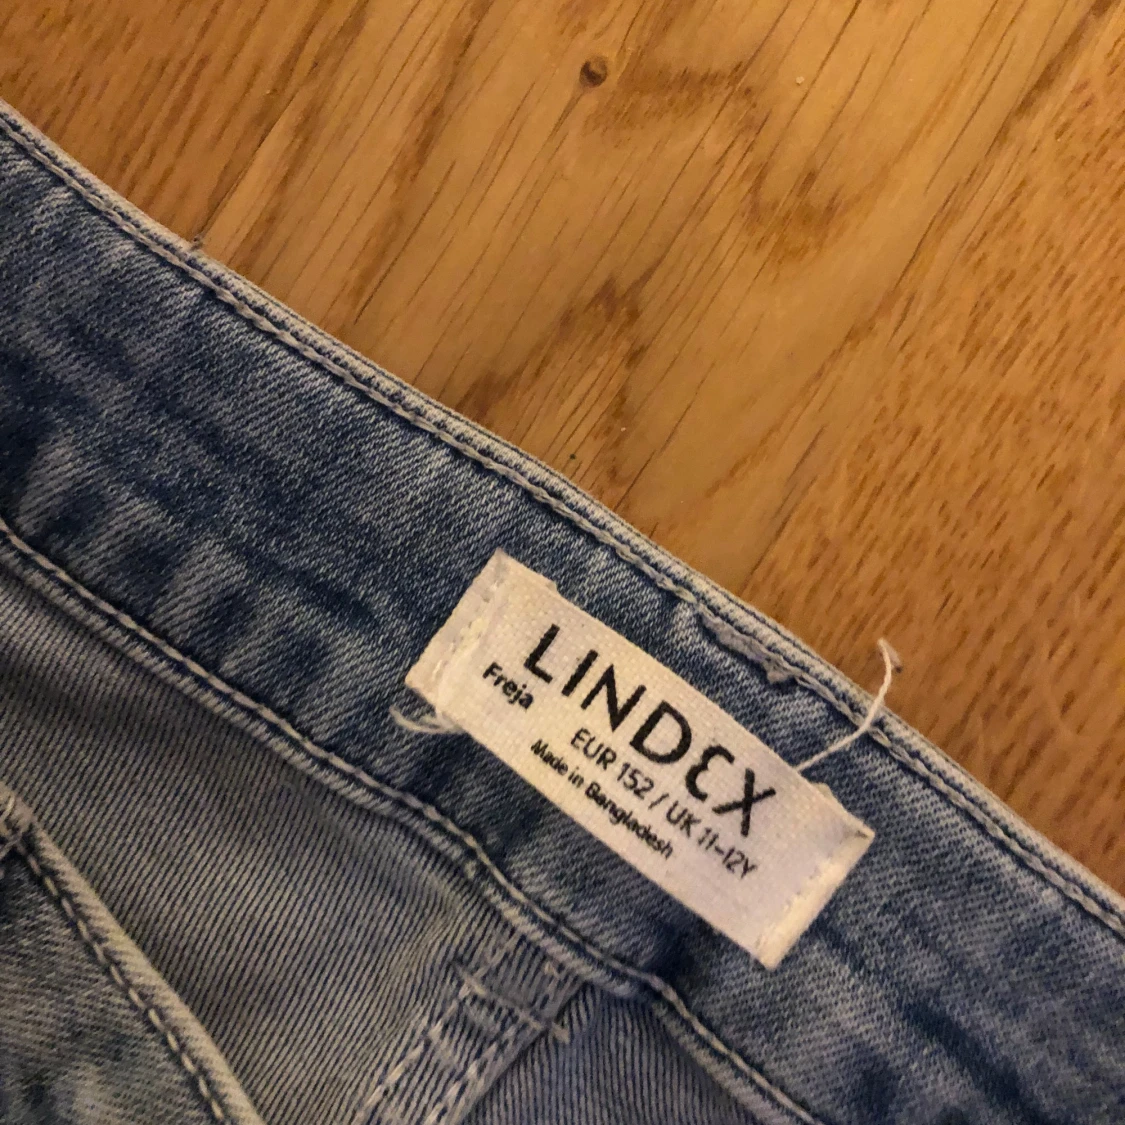 LINDEX
Freja
EUR 152 / UK 11-12Y
Made in Bangladesh